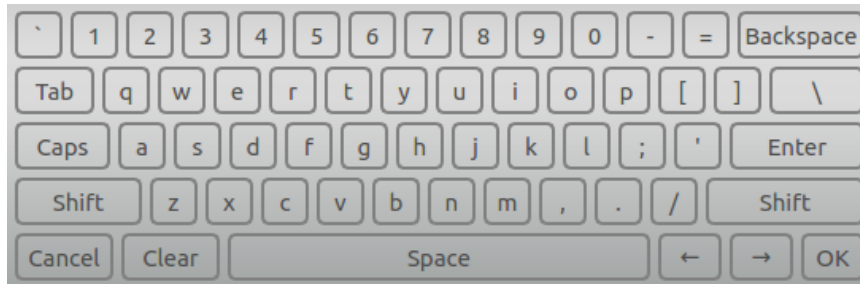 ` 1 2 3 4 5 6 7 8 9 0 - = Backspace
Tab q w e r t y u i o p [ ] \
Caps a s d f g h j k l ; ' Enter
Shift z x c v b n m , . / Shift
Cancel Clear Space ← → OK